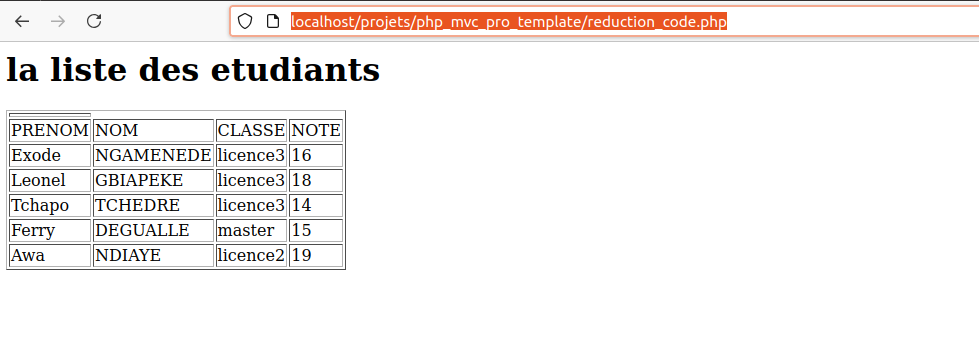 localhost/projets/php_mvc_pro_template/reduction_code.php
la liste des etudiants
PRENOM NOM CLASSE NOTE
Exode NGAMENEDE licence3 16
Leonel GBIAPEKE licence3 18
Tchapo TCHEDRE licence3 14
Ferry DEGUALLE master 15
Awa NDIAYE licence2 19